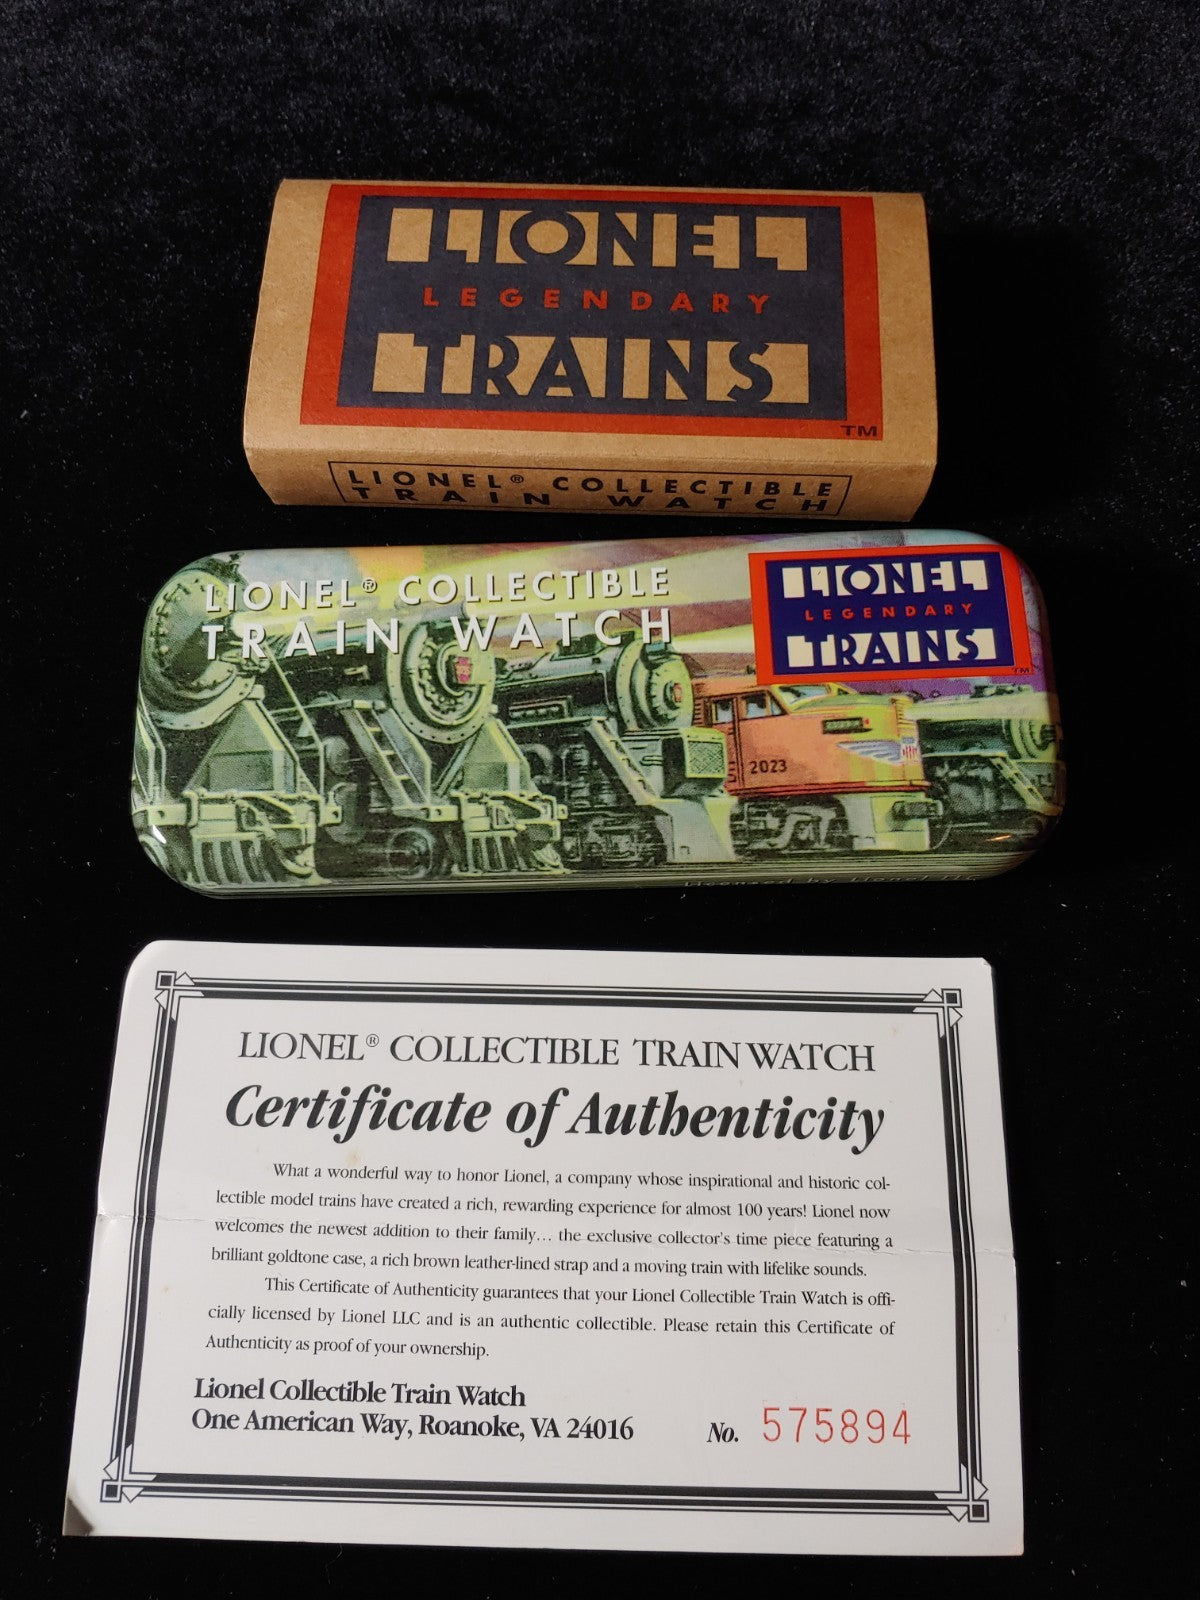 LIONEL
LEGENDARY
TRAINS
TM
LIONEL® COLLECTIBLE
TRAIN WATCH
LIONEL® COLLECTIBLE
TRAIN WATCH
LIONEL
LEGENDARY
TRAINS
TM
2023
Licensed by Lionel
LIONEL® COLLECTIBLE TRAIN WATCH
Certificate of Authenticity
What a wonderful way to honor Lionel, a company whose inspirational and historic col-
lectible model trains have created a rich, rewarding experience for almost 100 years! Lionel now
welcomes the newest addition to their family... the exclusive collector's time piece featuring a
brilliant goldtone case, a rich brown leather-lined strap and a moving train with lifelike sounds.
This Certificate of Authenticity guarantees that your Lionel Collectible Train Watch is offi-
cially licensed by Lionel LLC and is an authentic collectible. Please retain this Certificate of
Authenticity as proof of your ownership.
Lionel Collectible Train Watch
One American Way, Roanoke, VA 24016
No. 575894